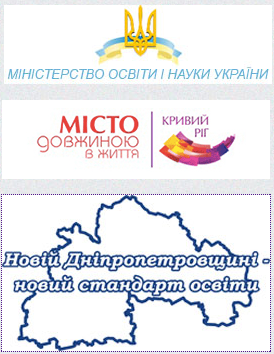 МІНІСТЕРСТВО ОСВІТИ І НАУКИ УКРАЇНИ
МІСТО
ДОВЖИНОЮ
В ЖИТТЯ
КРИВИЙ
РІГ
Новій Дніпропетровщині -
новий стандарт освіти